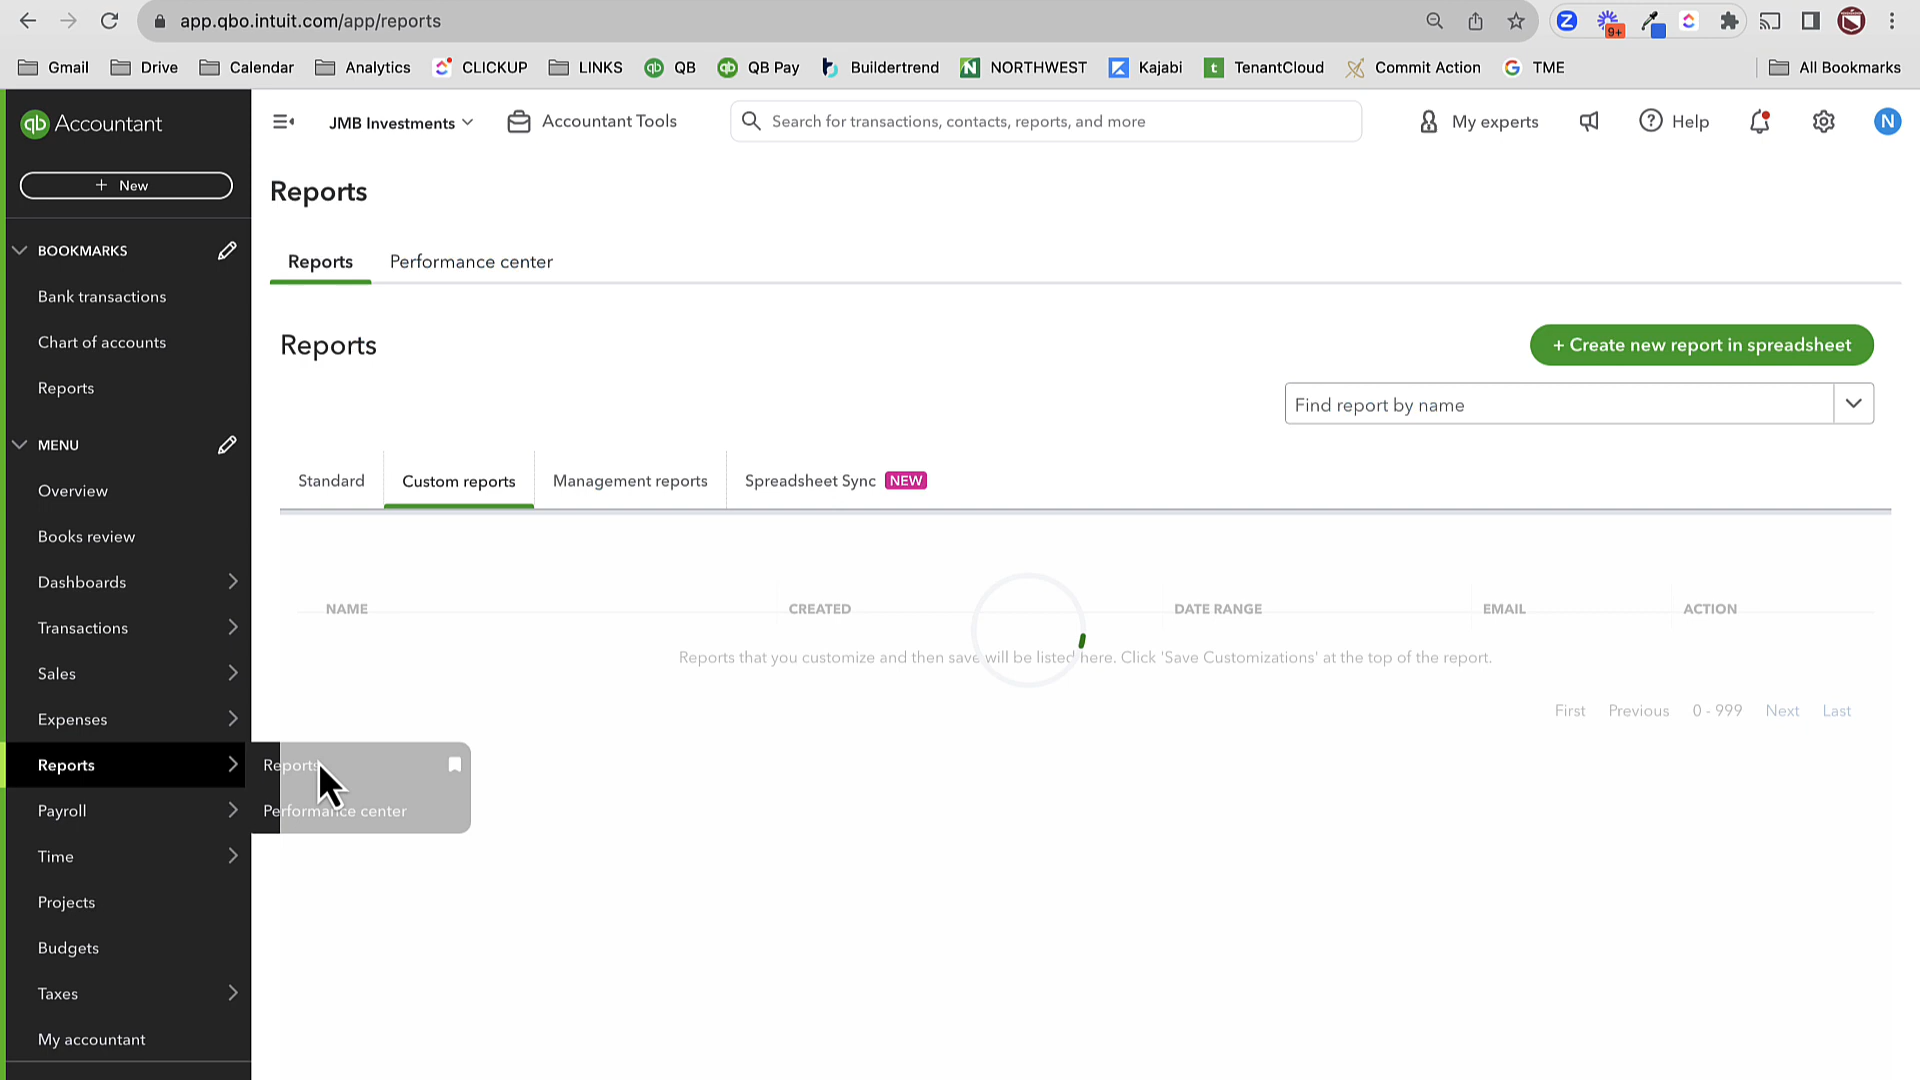 app.qbo.intuit.com/app/reports
9+
Gmail Drive Calendar Analytics CLICKUP LINKS QB QB Pay Buildertrend NORTHWEST Kajabi TenantCloud Commit Action TME All Bookmarks
qb Accountant
JMB Investments
Accountant Tools
Search for transactions, contacts, reports, and more
My experts
Help
N
+ New
BOOKMARKS
Bank transactions
Chart of accounts
Reports
MENU
Overview
Books review
Dashboards
Transactions
Sales
Expenses
Reports
Payroll
Time
Projects
Budgets
Taxes
My accountant
Reports
Performance center
Reports
Reports Performance center
Reports
+ Create new report in spreadsheet
Find report by name
Standard Custom reports Management reports Spreadsheet Sync NEW
NAME CREATED DATE RANGE EMAIL ACTION
Reports that you customize and then save will be listed here. Click 'Save Customizations' at the top of the report.
First Previous 0 - 999 Next Last